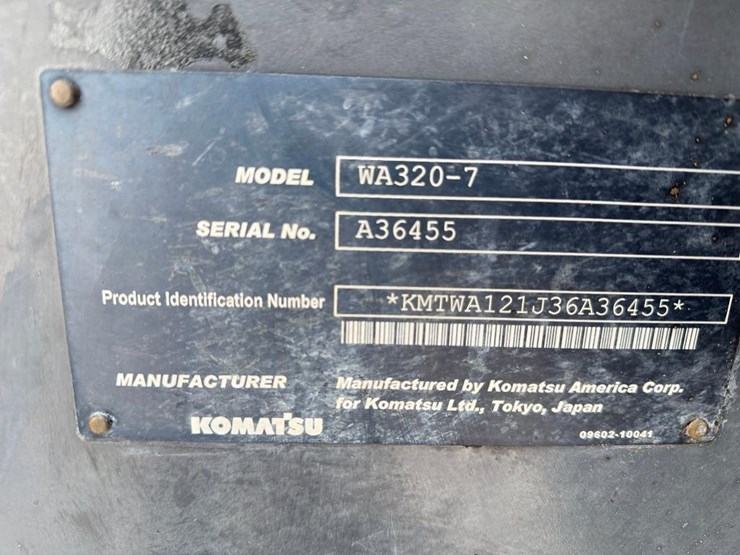 MODEL WA320-7
SERIAL No. A36455
Product Identification Number *KMTWA121J36A36455*
MANUFACTURER Manufactured by Komatsu America Corp.
for Komatsu Ltd., Tokyo, Japan
KOMATSU 09602-10041